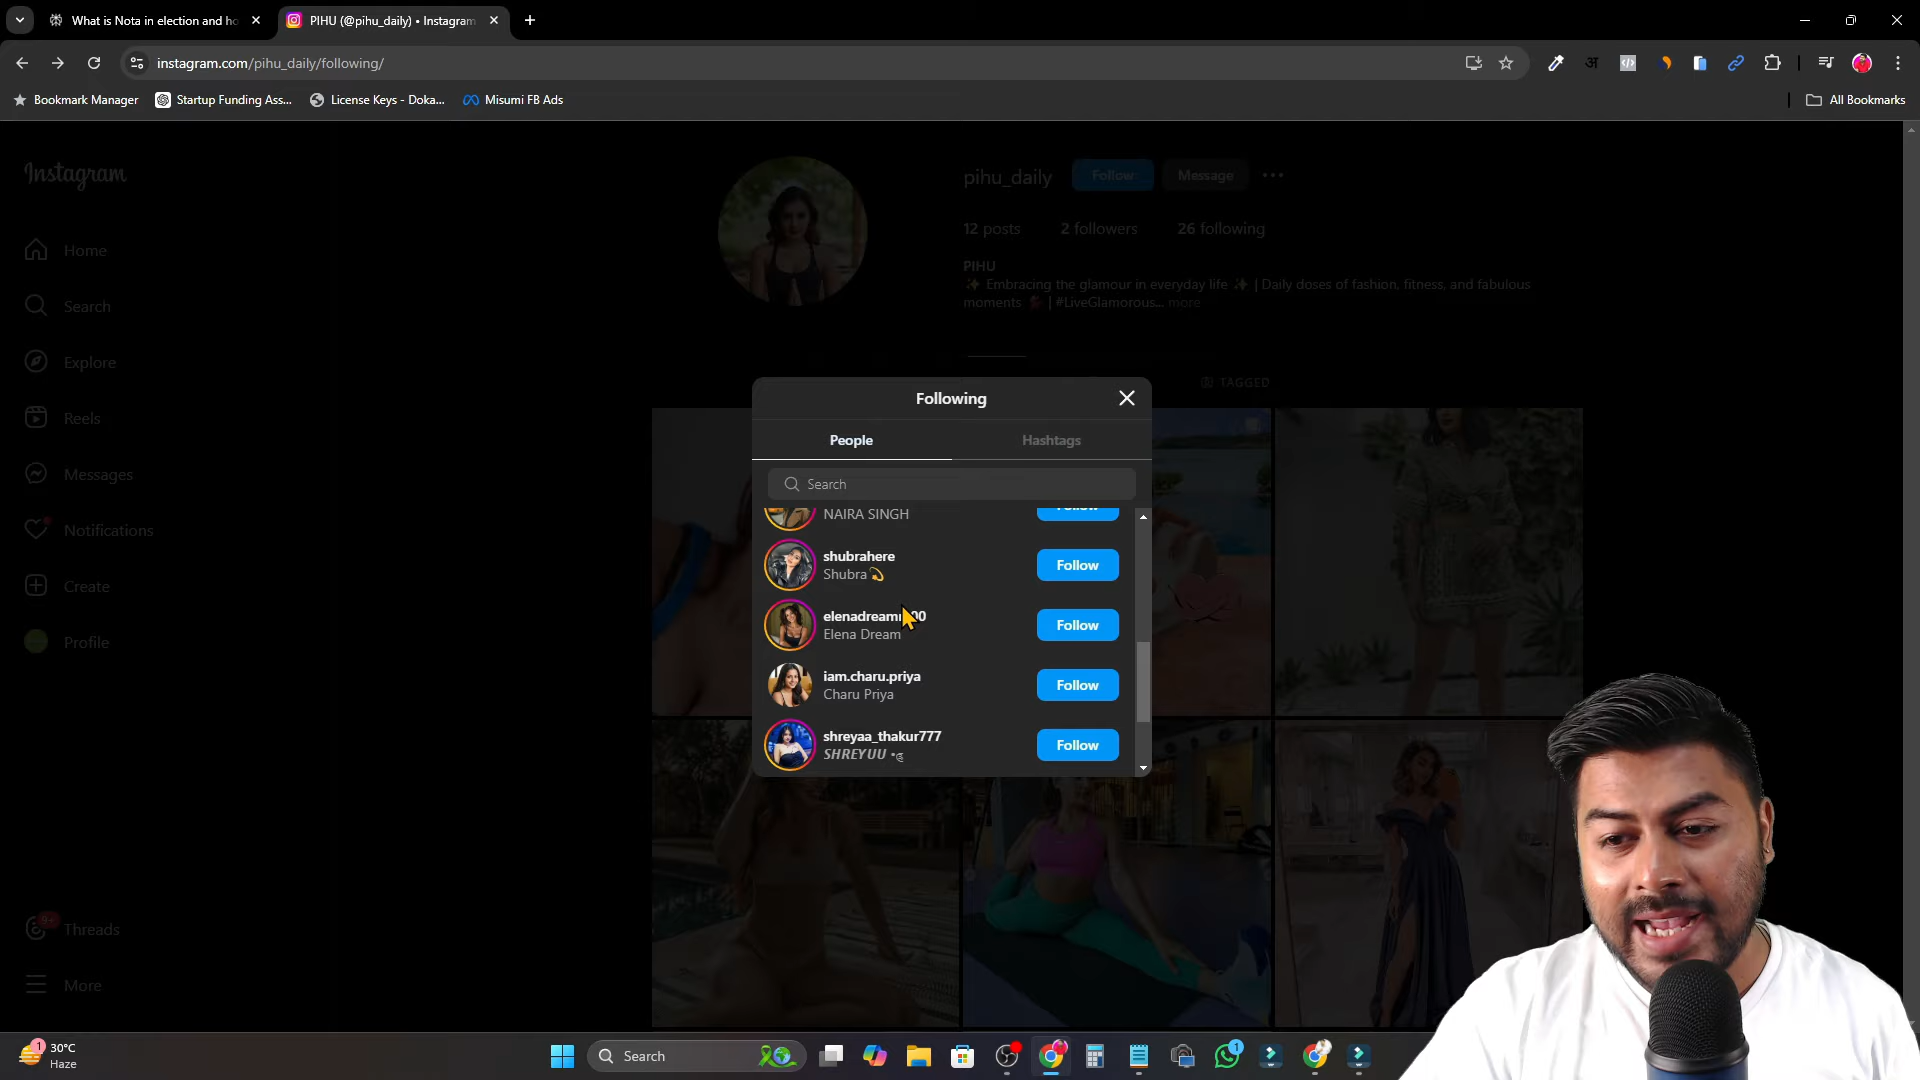 What is Nota in election and ho
PIHU (@pihu_daily) • Instagram
instagram.com/pihu_daily/following/
अ
Bookmark Manager
Startup Funding Ass...
License Keys - Doka...
Misumi FB Ads
All Bookmarks
Instagram
pihu_daily
Follow
Message
12 posts
2 followers
26 following
PIHU
✨ Embracing the glamour in everyday life ✨ | Daily doses of fashion, fitness, and fabulous
moments 💃 | #LiveGlamorous... more
TAGGED
Home
Search
Explore
Reels
Messages
Notifications
Create
Profile
9+
Threads
More
Following
People
Hashtags
Search
NAIRA SINGH
Follow
shubrahere
Shubra 💫
Follow
Elena Dream
Follow
iam.charu.priya
Charu Priya
Follow
shreyaa_thakur777
SHREYUU
Follow
1
30°C
Haze
Search
1